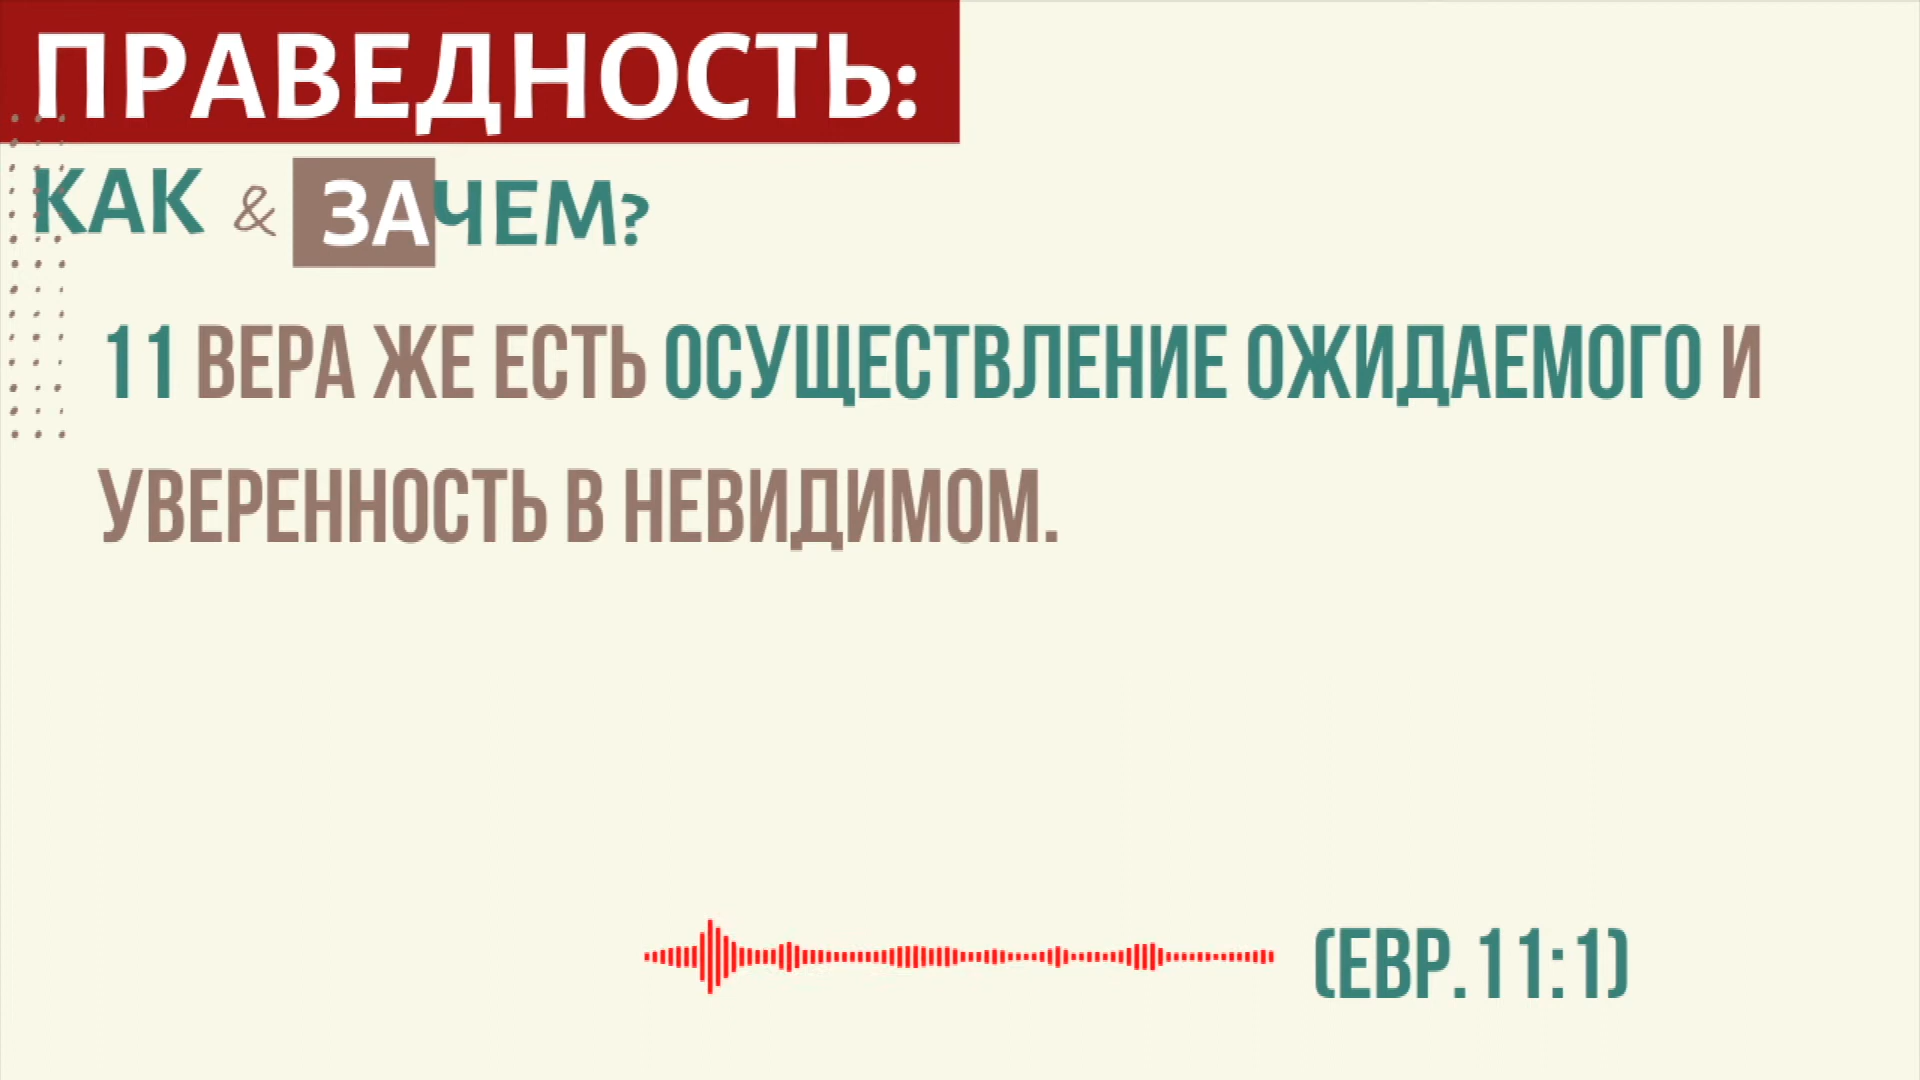 ПРАВЕДНОСТЬ:
КАК & ЗАЧЕМ?
11 ВЕРА ЖЕ ЕСТЬ ОСУЩЕСТВЛЕНИЕ ОЖИДАЕМОГО И
УВЕРЕННОСТЬ В НЕВИДИМОМ.
(ЕВР.11:1)